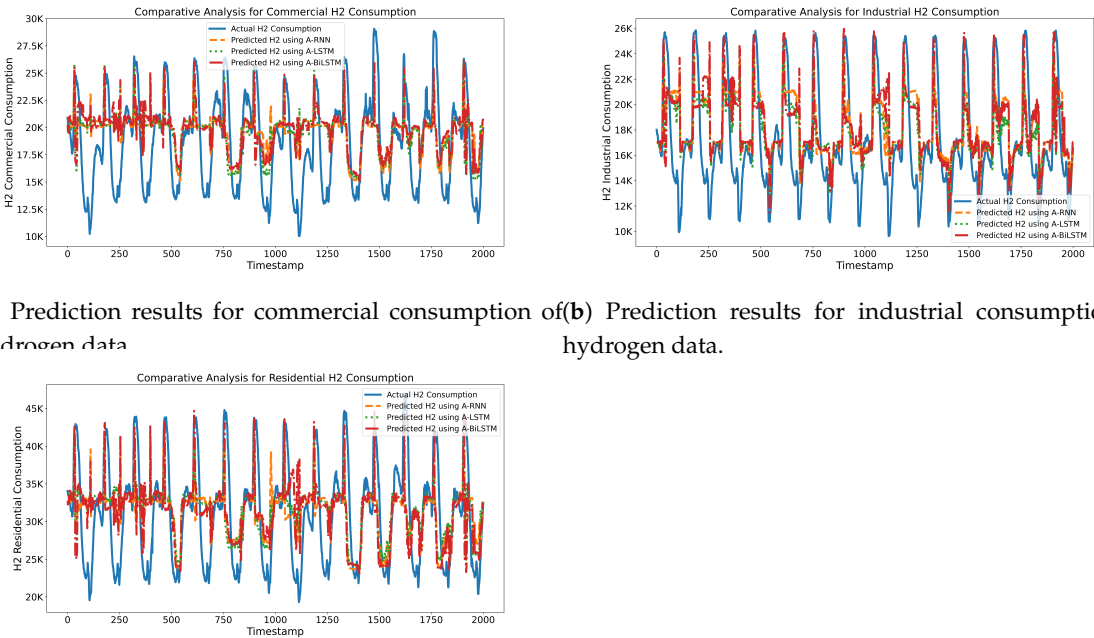 Comparative Analysis for Commercial H2 Consumption
30K
27.5K
25K
22.5K
20K
17.5K
15K
12.5K
10K
H2 Commercial Consumption
Actual H2 Consumption
Predicted H2 using A-RNN
Predicted H2 using A-LSTM
Predicted H2 using A-BiLSTM
0 250 500 750 1000 1250 1500 1750 2000
Timestamp
Comparative Analysis for Industrial H2 Consumption
26K
24K
22K
20K
18K
16K
14K
12K
10K
H2 Industrial Consumption
Actual H2 Consumption
Predicted H2 using A-RNN
Predicted H2 using A-LSTM
Predicted H2 using A-BiLSTM
0 250 500 750 1000 1250 1500 1750 2000
Timestamp
Prediction results for commercial consumption of
drogen data
(b) Prediction results for industrial consumptio
hydrogen data.
Comparative Analysis for Residential H2 Consumption
45K
40K
35K
30K
25K
20K
H2 Residential Consumption
Actual H2 Consumption
Predicted H2 using A-RNN
Predicted H2 using A-LSTM
Predicted H2 using A-BiLSTM
0 250 500 750 1000 1250 1500 1750 2000
Timestamp